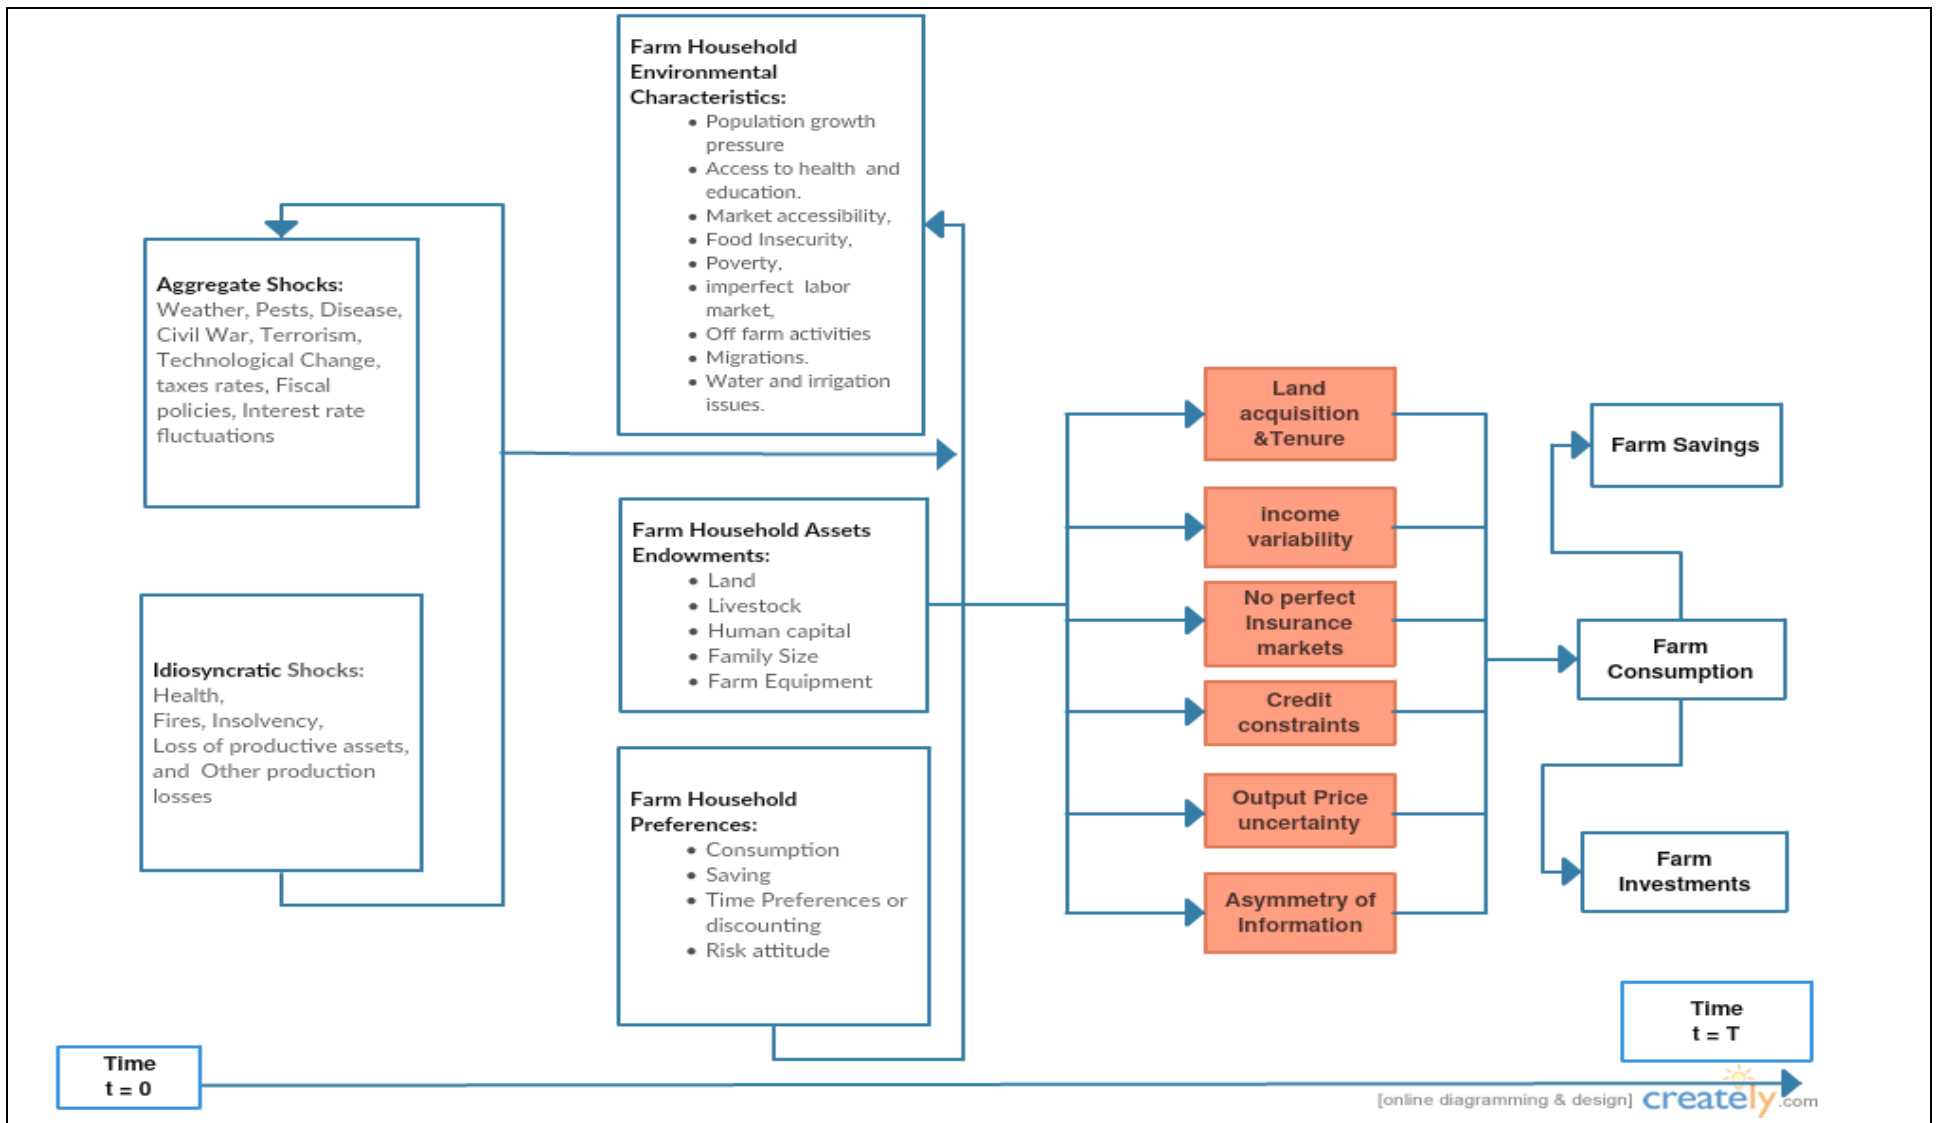 Farm Household
Environmental
Characteristics:
• Population growth
pressure
• Access to health and
education.
• Market accessibility,
• Food Insecurity,
• Poverty,
• imperfect labor
market,
• Off farm activities
• Migrations.
• Water and irrigation
issues.
Aggregate Shocks:
Weather, Pests, Disease,
Civil War, Terrorism,
Technological Change,
taxes rates, Fiscal
policies, Interest rate
fluctuations
Idiosyncratic Shocks:
Health,
Fires, Insolvency,
Loss of productive assets,
and Other production
losses
Farm Household Assets
Endowments:
• Land
• Livestock
• Human capital
• Family Size
• Farm Equipment
Farm Household
Preferences:
• Consumption
• Saving
• Time Preferences or
discounting
• Risk attitude
Land
acquisition
&Tenure
income
variability
No perfect
Insurance
markets
Credit
constraints
Output Price
uncertainty
Asymmetry of
Information
Farm Savings
Farm
Consumption
Farm
Investments
Time
t = 0
Time
t = T
[online diagramming & design] creately.com